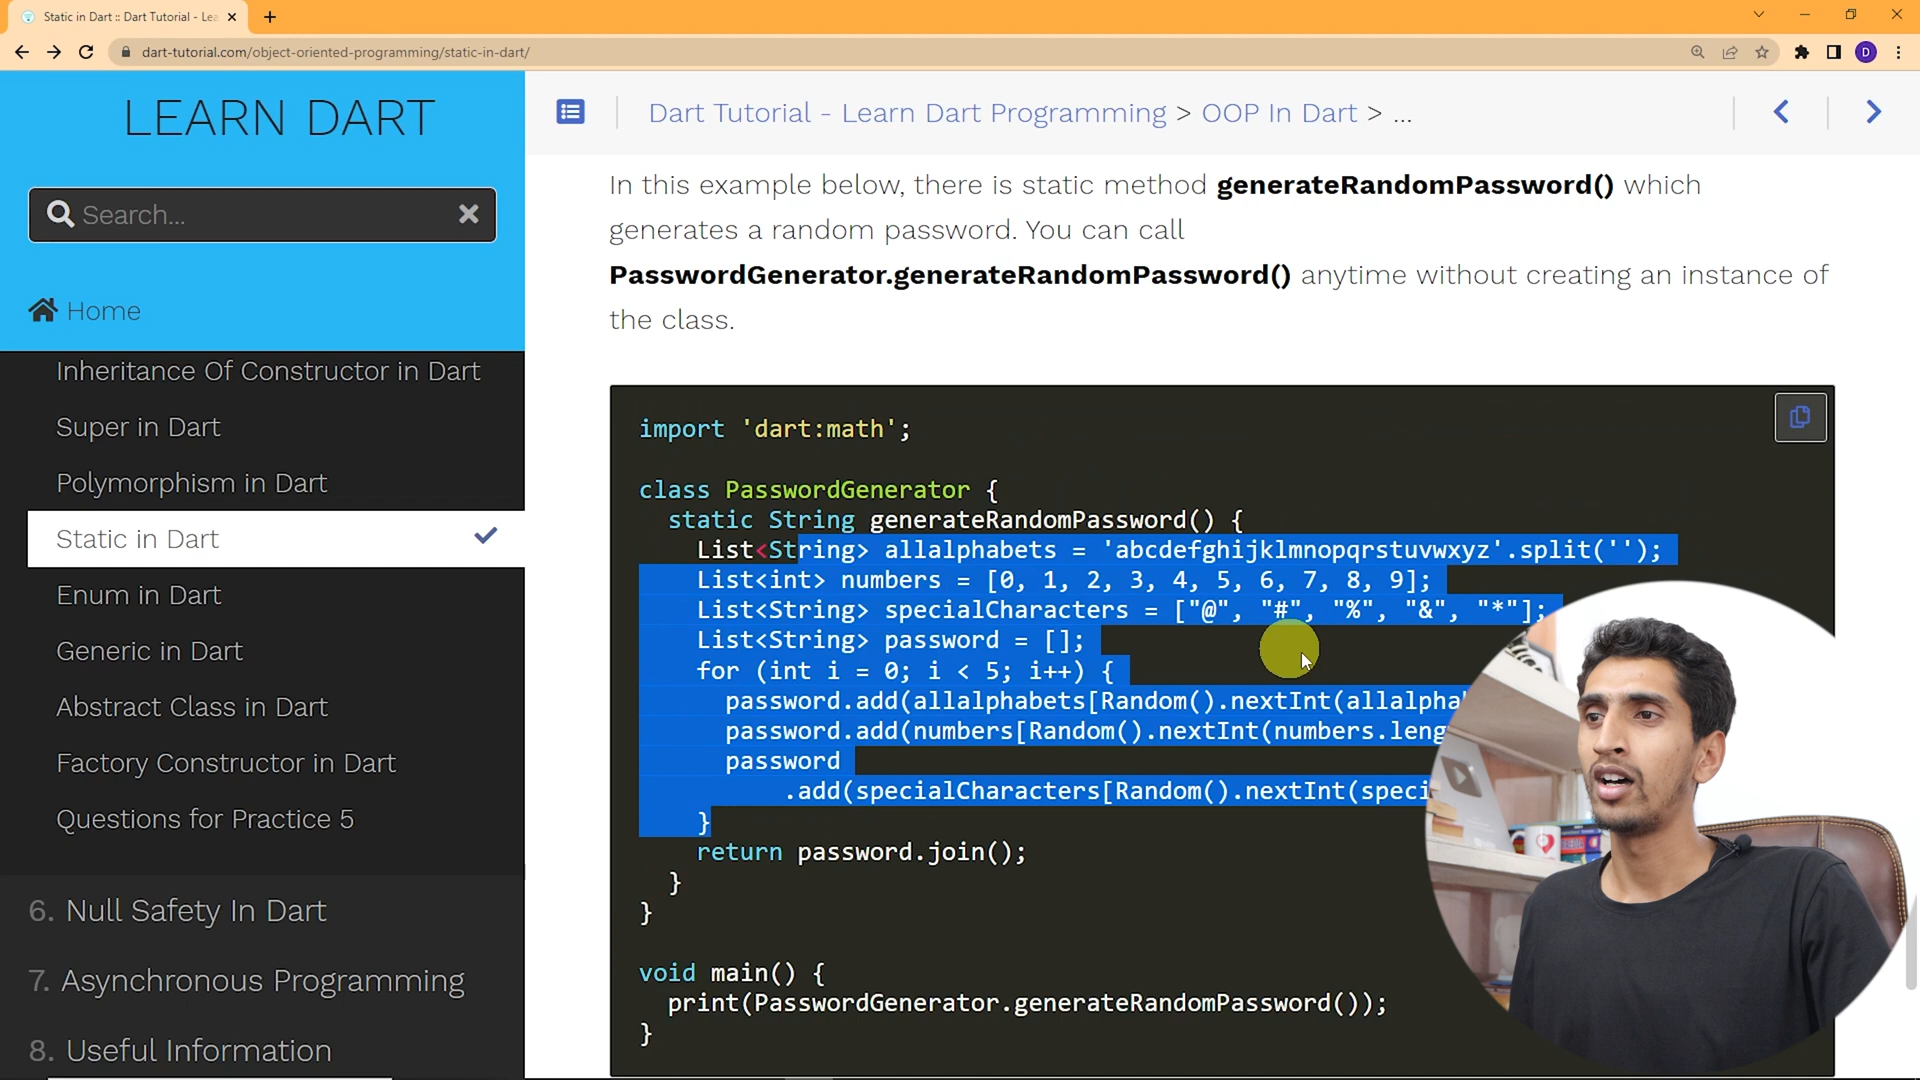 Static in Dart :: Dart Tutorial - Lea
dart-tutorial.com/object-oriented-programming/static-in-dart/
D
LEARN DART
Search...
Home
Inheritance Of Constructor in Dart
Super in Dart
Polymorphism in Dart
Static in Dart
Enum in Dart
Generic in Dart
Abstract Class in Dart
Factory Constructor in Dart
Questions for Practice 5
6. Null Safety In Dart
7. Asynchronous Programming
8. Useful Information
Dart Tutorial - Learn Dart Programming > OOP In Dart > ...
In this example below, there is static method generateRandomPassword() which
generates a random password. You can call
PasswordGenerator.generateRandomPassword() anytime without creating an instance of
the class.
import 'dart:math';
class PasswordGenerator {
static String generateRandomPassword() {
List<String> allalphabets = 'abcdefghijklmnopqrstuvwxyz'.split('');
List<int> numbers = [0, 1, 2, 3, 4, 5, 6, 7, 8, 9];
List<String> specialCharacters = ["@", "#", "%", "&", "*"];
List<String> password = [];
for (int i = 0; i < 5; i++) {
password.add(allalphabets[Random().nextInt(allalpha
password.add(numbers[Random().nextInt(numbers.leng
password
.add(specialCharacters[Random().nextInt(speci
}
return password.join();
}
}
void main() {
print(PasswordGenerator.generateRandomPassword());
}